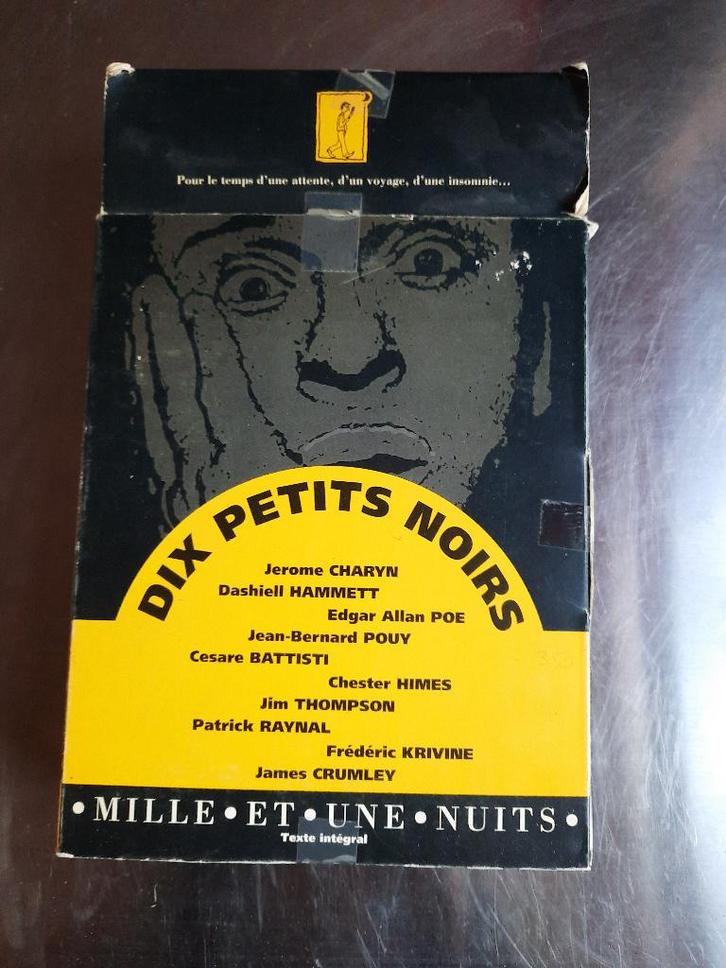 Pour le temps d'une attente, d'un voyage, d'une insomnie...
DIX PETITS NOIRS
Jerome CHARYN
Dashiell HAMMETT
Edgar Allan POE
Jean-Bernard POUY
Cesare BATTISTI
Chester HIMES
Jim THOMPSON
Patrick RAYNAL
Frédéric KRIVINE
James CRUMLEY
•MILLE•ET•UNE•NUITS•
Texte intégral